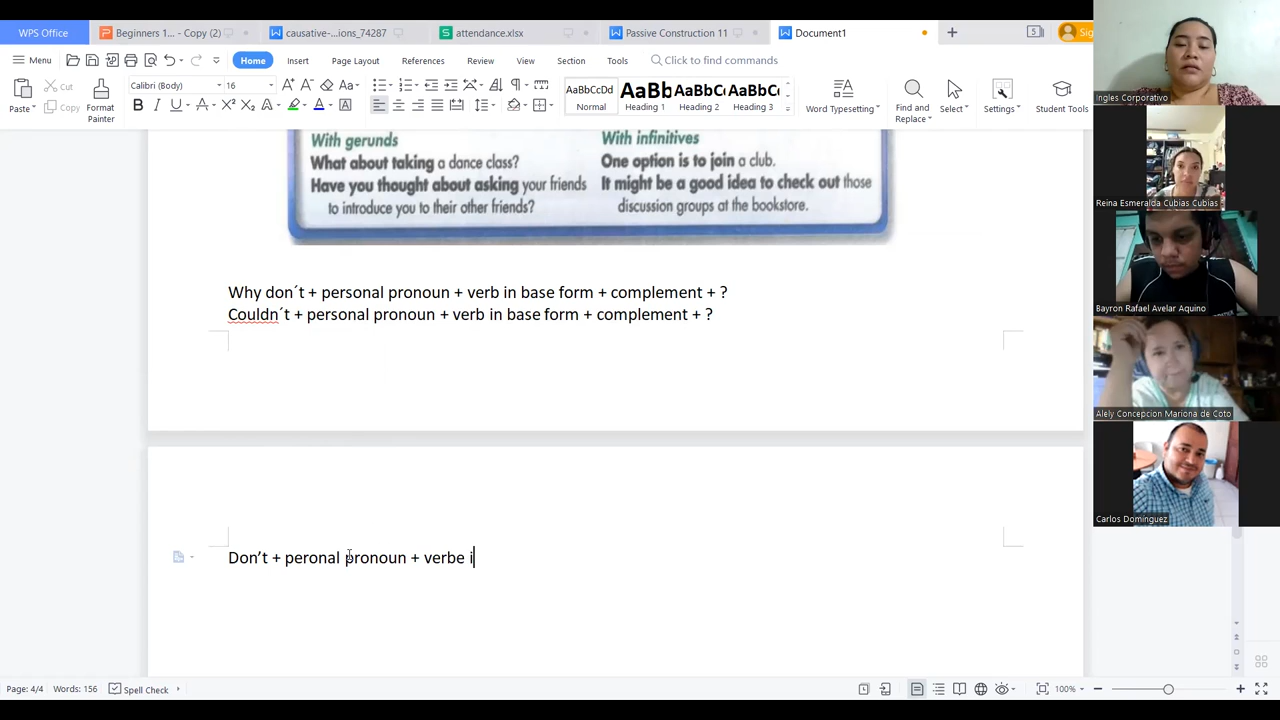 WPS Office
Beginners 1... - Copy (2)
causative-...ions_74287
attendance.xlsx
Passive Construction 11
Document1
Menu
Home
Insert
Page Layout
References
Review
View
Section
Tools
Click to find commands
Paste
Cut
Copy
Format
Painter
Calibri (Body)
16
AaBbCcDd
Normal
Heading 1
Heading 2
Heading 3
Word Typesetting
Find and
Replace
Select
Settings
Student Tools
With gerunds
What about taking a dance class?
Have you thought about asking your friends
to introduce you to their other friends?
With infinitives
One option is to join a club.
It might be a good idea to check out those
discussion groups at the bookstore.
Why don´t + personal pronoun + verb in base form + complement + ?
Couldn´t + personal pronoun + verb in base form + complement + ?
Don’t + peronal pronoun + verbe i
Page: 4/4
Words: 156
Spell Check
100%
Ingles Corporativo
Reina Esmeralda Cubias Cubias
Bayron Rafael Avelar Aquino
Alely Concepcion Mariona de Coto
Carlos Dominguez